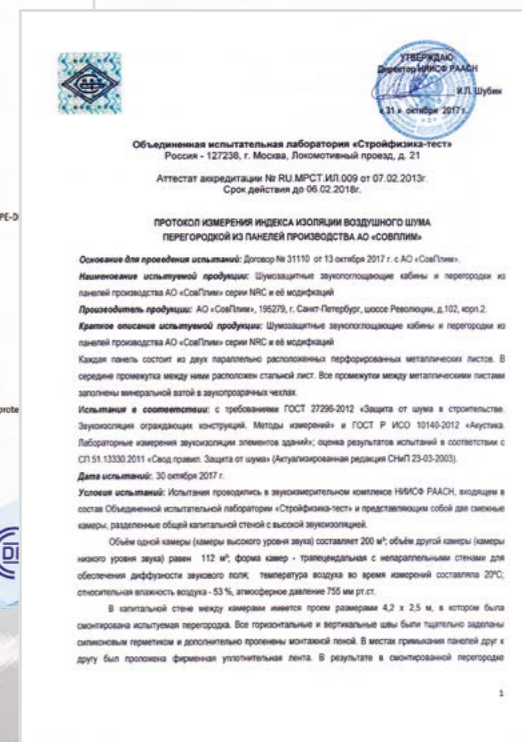 УТВЕРЖДАЮ
Директор НИИСФ РААСН
И.Л. Шубин
« 31 » октября 2017 г.
Объединенная испытательная лаборатория «Стройфизика-тест»
Россия - 127238, г. Москва, Локомотивный проезд, д. 21
Аттестат аккредитации № RU.МРСТ.ИЛ.009 от 07.02.2013г.
Срок действия до 06.02.2018г.
PE-D
ПРОТОКОЛ ИЗМЕРЕНИЯ ИНДЕКСА ИЗОЛЯЦИИ ВОЗДУШНОГО ШУМА
ПЕРЕГОРОДКОЙ ИЗ ПАНЕЛЕЙ ПРОИЗВОДСТВА АО «СОВПЛИМ»
Основание для проведения испытаний: Договор № 31110 от 13 октября 2017 г. с АО «СовПлим».
Наименование испытуемой продукции: Шумозащитные звукопоглощающие кабины и перегородки из
панелей производства АО «СовПлим» серии NRC и её модификаций
Производитель продукции: АО «СовПлим», 195279, г. Санкт-Петербург, шоссе Революции, д.102, корп.2.
Краткое описание испытуемой продукции: Шумозащитные звукопоглощающие кабины и перегородки из
панелей производства АО «СовПлим» серии NRC и её модификаций
Каждая панель состоит из двух параллельно расположенных перфорированных металлических листов. В
середине промежутка между ними расположен стальной лист. Все промежутки между металлическими листами
заполнены минеральной ватой в звукопрозрачных чехлах.
prote
Испытания в соответствии: с требованиями ГОСТ 27296-2012 «Защита от шума в строительстве.
Звукоизоляция ограждающих конструкций. Методы измерений» и ГОСТ Р ИСО 10140-2012 «Акустика.
Лабораторные измерения звукоизоляции элементов зданий»; оценка результатов испытаний в соответствии с
СП 51.13330.2011 «Свод правил. Защита от шума» (Актуализированная редакция СНиП 23-03-2003).
Дата испытаний: 30 октября 2017 г.
Условия испытаний: Испытания проводились в звукоизмерительном комплексе НИИСФ РААСН, входящем в
состав Объединенной испытательной лаборатории «Стройфизика-тест» и представляющим собой две смежные
камеры, разделенные общей капитальной стеной с высокой звукоизоляцией.
Объём одной камеры (камеры высокого уровня звука) составляет 200 м³; объём другой камеры (камеры
низкого уровня звука) равен 112 м³; форма камер - трапецеидальная с непараллельными стенами для
обеспечения диффузности звукового поля; температура воздуха во время измерений составляла 20°С,
относительная влажность воздуха - 53 %, атмосферное давление 755 мм рт.ст.
В капитальной стене между камерами имеется проем размерами 4,2 х 2,5 м, в котором была
смонтирована испытуемая перегородка. Все горизонтальные и вертикальные швы были тщательно заделаны
силиконовым герметиком и дополнительно пропенены монтажной пеной. В местах примыкания панелей друг к
другу был проложена фирменная уплотнительная лента. В результате в смонтированной перегородке
1